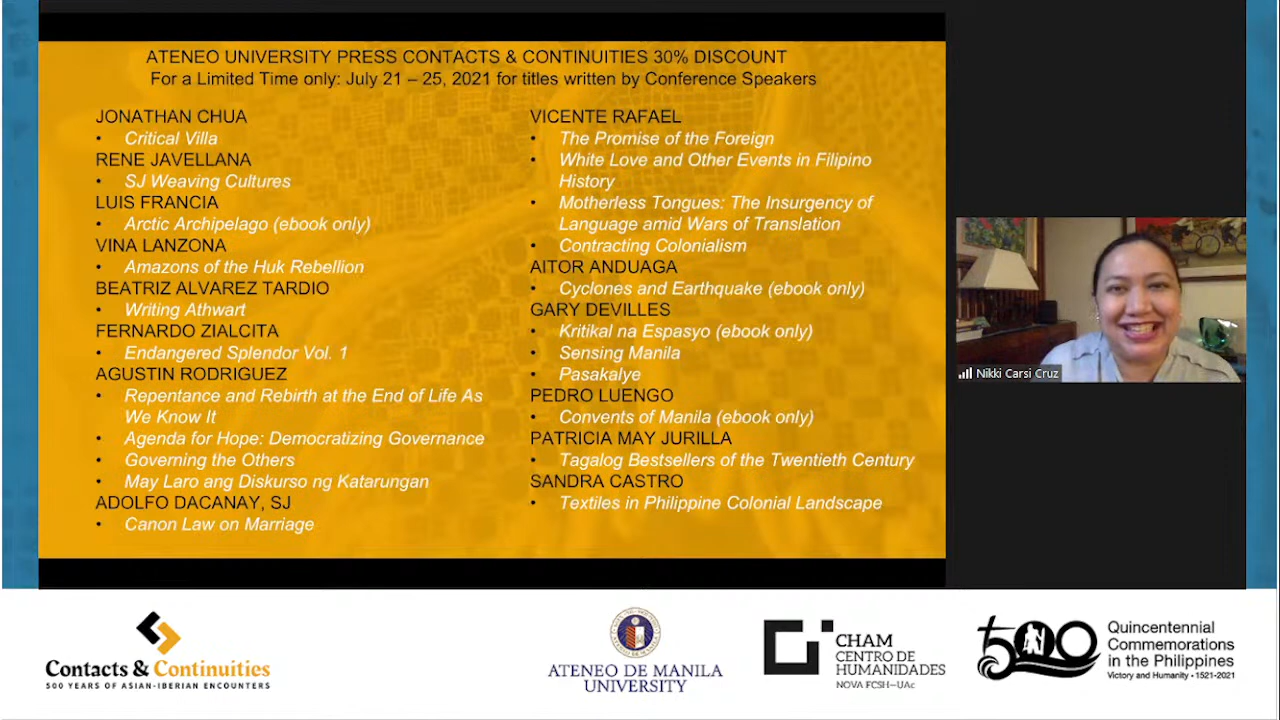 ATENEO UNIVERSITY PRESS CONTACTS & CONTINUITIES 30% DISCOUNT
For a Limited Time only: July 21 – 25, 2021 for titles written by Conference Speakers
JONATHAN CHUA
• Critical Villa
RENE JAVELLANA
• SJ Weaving Cultures
LUIS FRANCIA
• Arctic Archipelago (ebook only)
VINA LANZONA
• Amazons of the Huk Rebellion
BEATRIZ ALVAREZ TARDIO
• Writing Athwart
FERNANDO ZIALCITA
• Endangered Splendor Vol. 1
AGUSTIN RODRIGUEZ
• Repentance and Rebirth at the End of Life As
We Know It
• Agenda for Hope: Democratizing Governance
• Governing the Others
• May Laro ang Diskurso ng Katarungan
ADOLFO DACANAY, SJ
• Canon Law on Marriage
VICENTE RAFAEL
• The Promise of the Foreign
• White Love and Other Events in Filipino
History
• Motherless Tongues: The Insurgency of
Language amid Wars of Translation
• Contracting Colonialism
AITOR ANDUAGA
• Cyclones and Earthquake (ebook only)
GARY DEVILLES
• Kritikal na Espasyo (ebook only)
• Sensing Manila
• Pasakalye
PEDRO LUENGO
• Convents of Manila (ebook only)
PATRICIA MAY JURILLA
• Tagalog Bestsellers of the Twentieth Century
SANDRA CASTRO
• Textiles in Philippine Colonial Landscape
Nikki Carsi Cruz
Contacts & Continuities
500 YEARS OF ASIAN-IBERIAN ENCOUNTERS
ATENEO DE MANILA
UNIVERSITY
CHAM
CENTRO DE
HUMANIDADES
NOVA FCSH—UAc
500
Quincentennial
Commemorations
in the Philippines
Victory and Humanity • 1521-2021